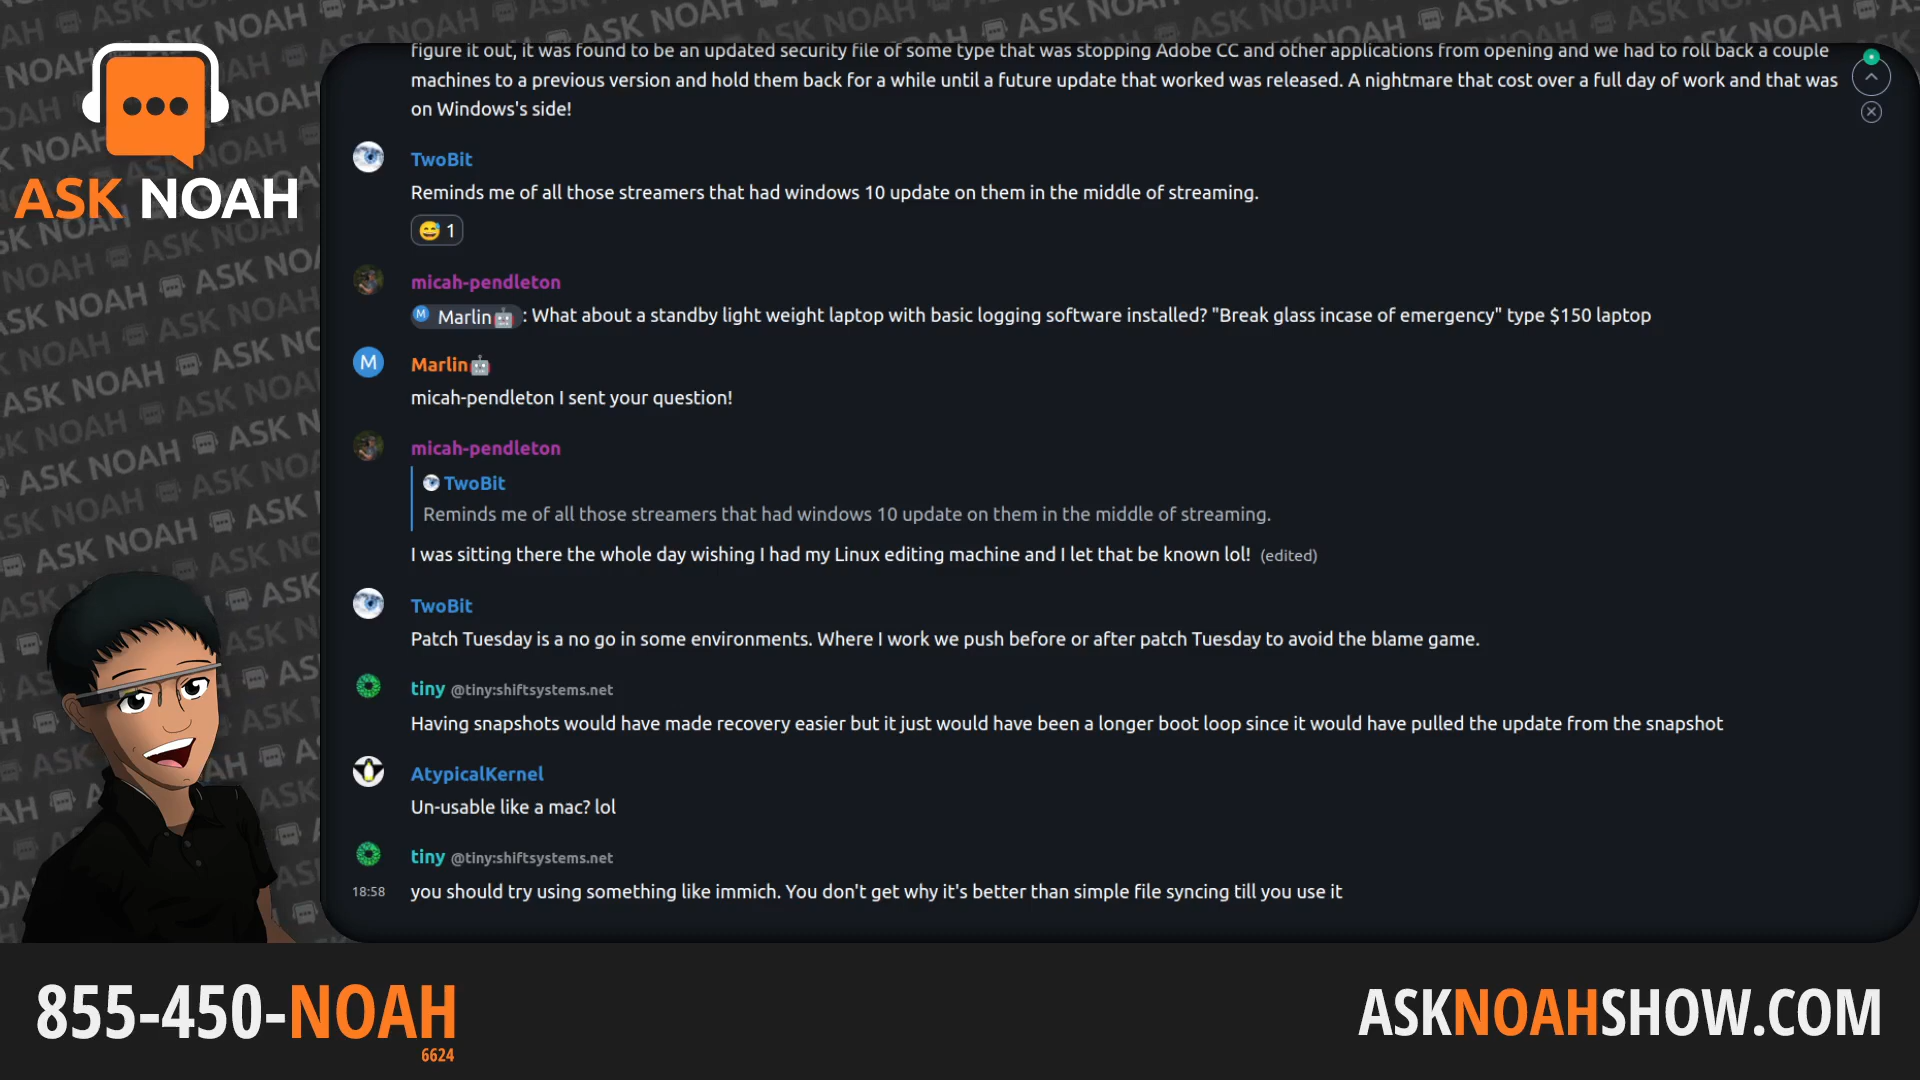 ASK NOAH
figure it out, it was found to be an updated security file of some type that was stopping Adobe CC and other applications from opening and we had to roll back a couple
machines to a previous version and hold them back for a while until a future update that worked was released. A nightmare that cost over a full day of work and that was
on Windows's side!
TwoBit
Reminds me of all those streamers that had windows 10 update on them in the middle of streaming.
😅 1
micah-pendleton
M Marlin🤖: What about a standby light weight laptop with basic logging software installed? "Break glass incase of emergency" type $150 laptop
M Marlin🤖
micah-pendleton I sent your question!
micah-pendleton
TwoBit
Reminds me of all those streamers that had windows 10 update on them in the middle of streaming.
I was sitting there the whole day wishing I had my Linux editing machine and I let that be known lol! (edited)
TwoBit
Patch Tuesday is a no go in some environments. Where I work we push before or after patch Tuesday to avoid the blame game.
tiny @tiny:shiftsystems.net
Having snapshots would have made recovery easier but it just would have been a longer boot loop since it would have pulled the update from the snapshot
AtypicalKernel
Un-usable like a mac? lol
tiny @tiny:shiftsystems.net
18:58 you should try using something like immich. You don't get why it's better than simple file syncing till you use it
855-450-NOAH
6624
ASKNOAHSHOW.COM